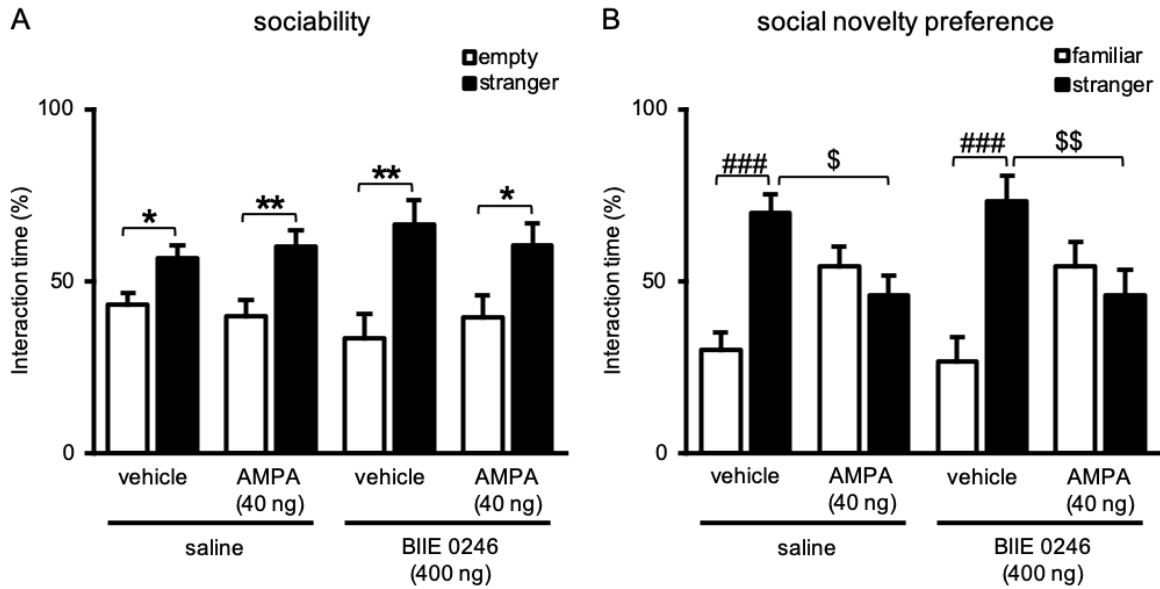 A
sociability
empty
stranger
Interaction time (%)
100
50
0
*
**
**
*
vehicle
AMPA
(40 ng)
vehicle
AMPA
(40 ng)
saline
BIIE 0246
(400 ng)
B
social novelty preference
familiar
stranger
Interaction time (%)
100
50
0
###
$
###
$$
vehicle
AMPA
(40 ng)
vehicle
AMPA
(40 ng)
saline
BIIE 0246
(400 ng)